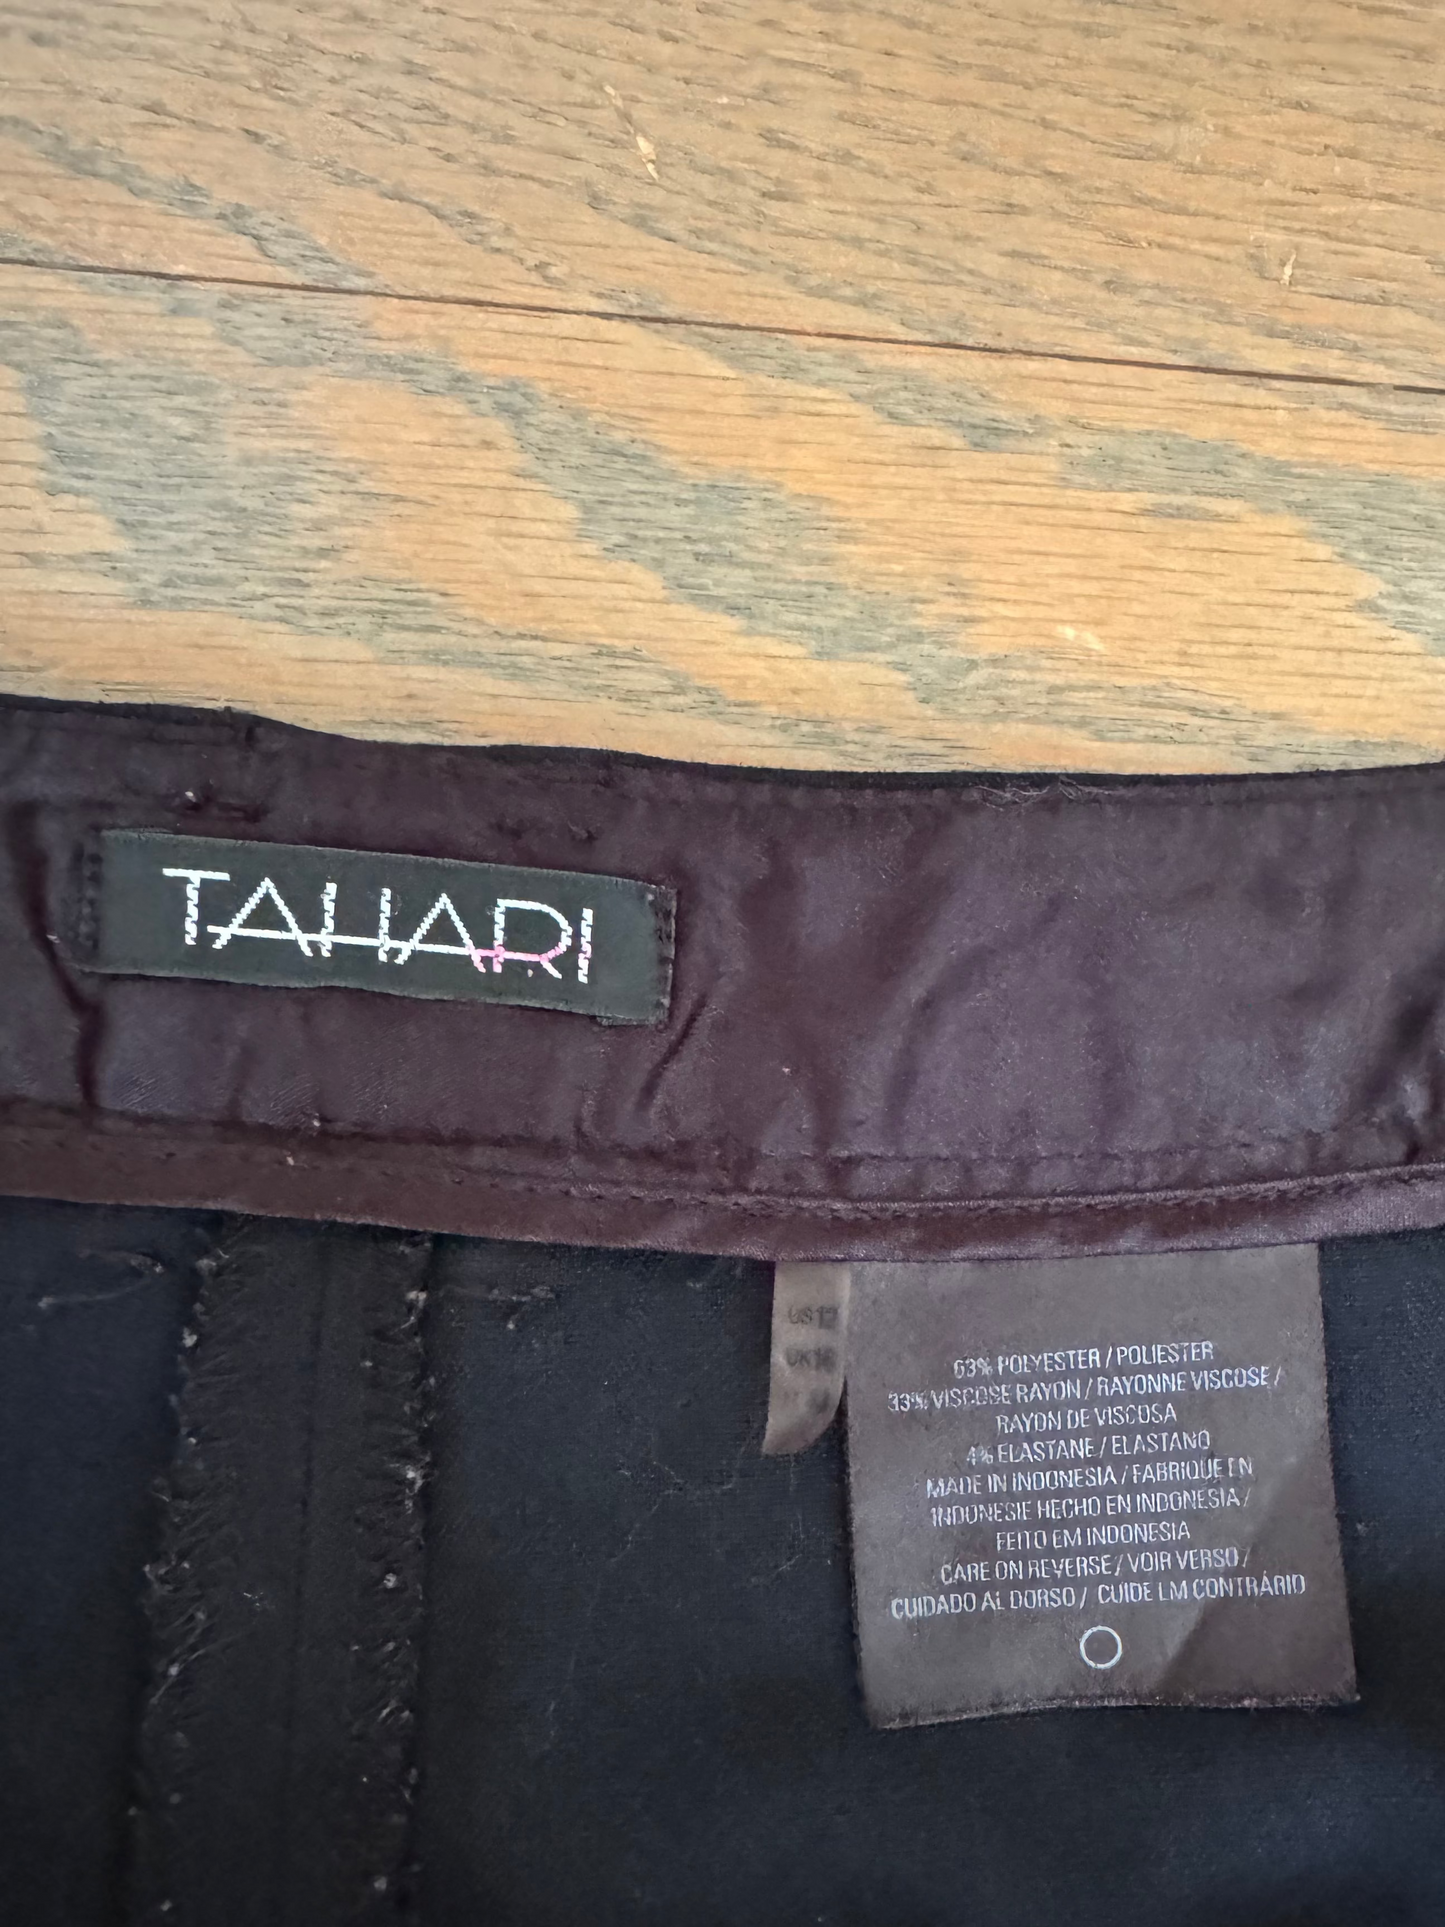 TAHARI
US 12
UK 16
63% POLYESTER / POLIESTER
33% VISCOSE RAYON / RAYONNE VISCOSE /
RAYON DE VISCOSA
4% ELASTANE / ELASTANO
MADE IN INDONESIA / FABRIQUE EN
INDONESIE HECHO EN INDONESIA /
FEITO EM INDONESIA
CARE ON REVERSE / VOIR VERSO /
CUIDADO AL DORSO / CUIDE EM CONTRÁRIO